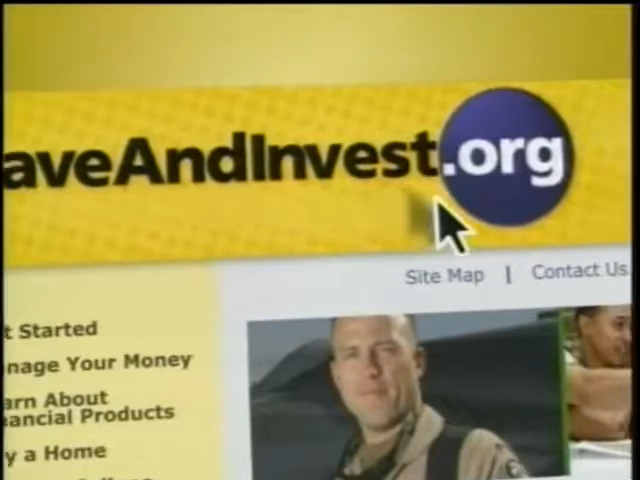 aveAndInvest.org
Site Map | Contact Us
t Started
nage Your Money
arn About
ancial Products
y a Home